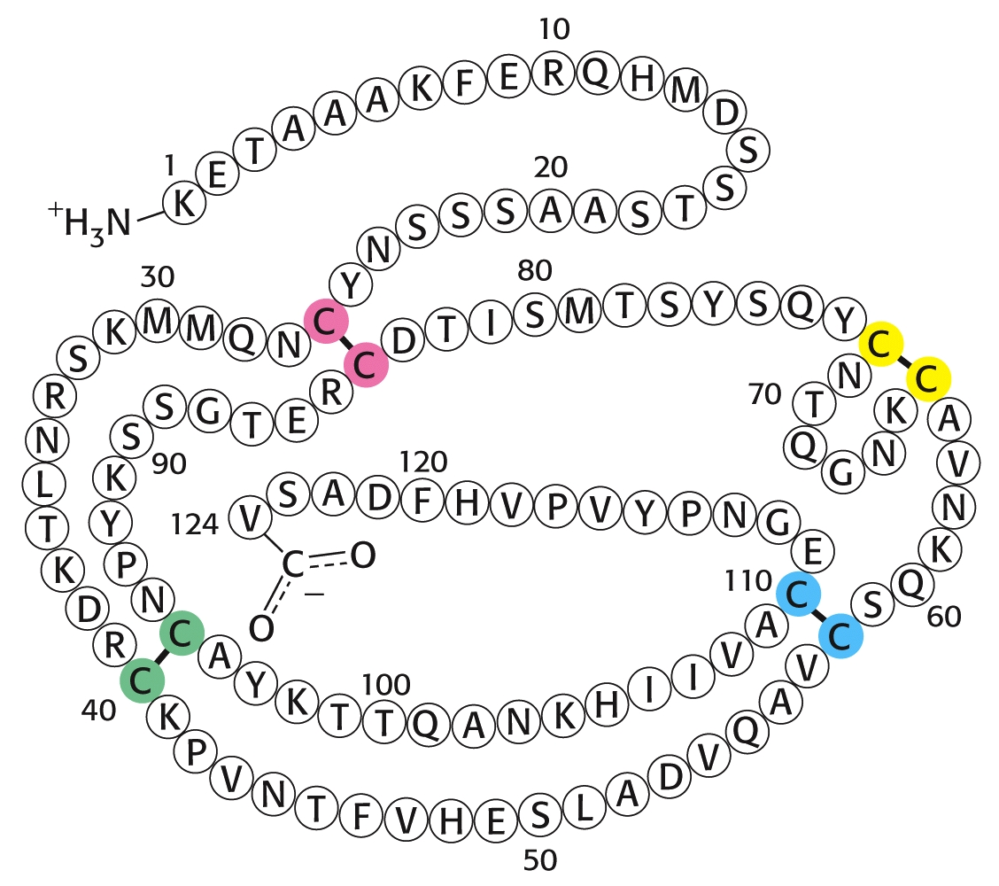 10
1
+H3N K E T A A A K F E R Q H M D S S
20
T S A A S S S N Y C
30
N Q M M K S R N L T K D R C
40
K P V N T F V H E S L A D V Q A V C
50
S Q K N V A C
60
K N G Q T N C
70
Y Q S Y S T M S I T D C
80
R E T G S S K Y P N C
90
A Y K T T Q A N K H I I V A C
100
110
E G N P Y V P V H F D A S V
120
124
C O
−
O